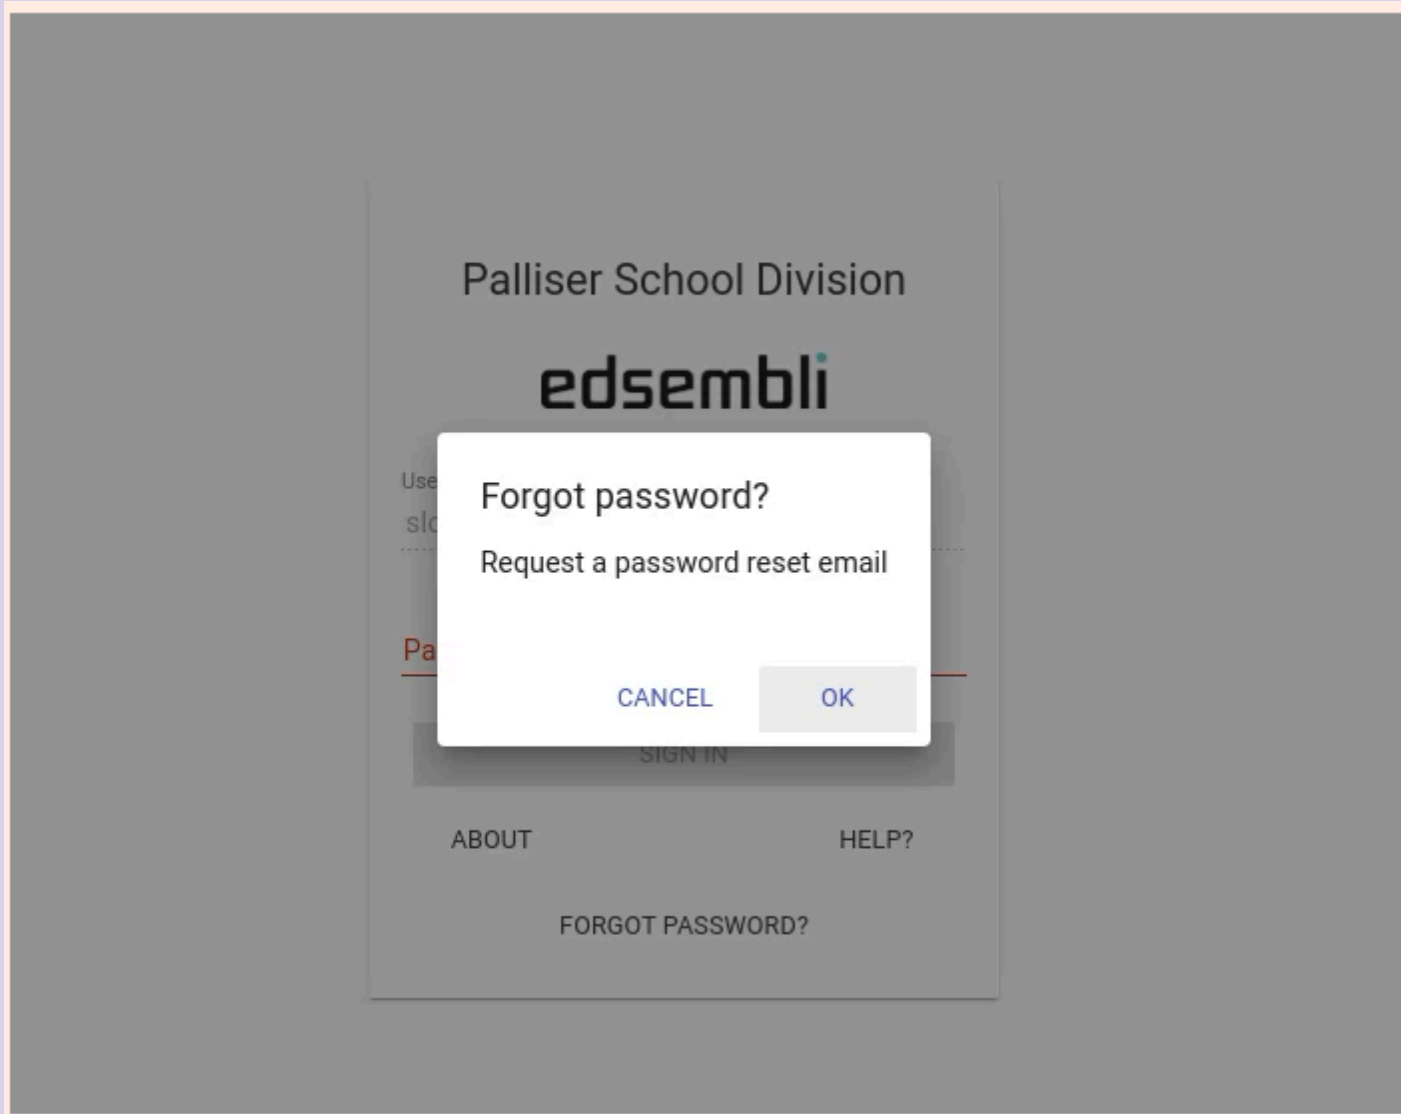 Palliser School Division
edsembli
Forgot password?
Request a password reset email
CANCEL OK
SIGN IN
ABOUT HELP?
FORGOT PASSWORD?